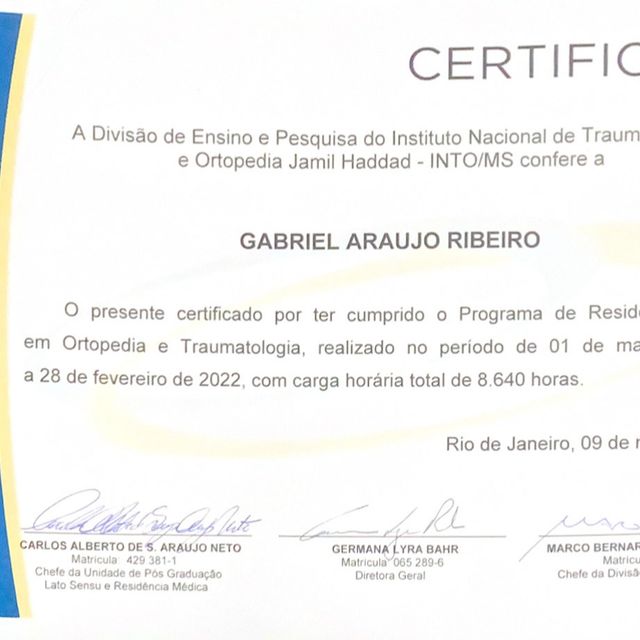 CERTIFIC
A Divisão de Ensino e Pesquisa do Instituto Nacional de Traum
e Ortopedia Jamil Haddad - INTO/MS confere a
GABRIEL ARAUJO RIBEIRO
O presente certificado por ter cumprido o Programa de Resid
em Ortopedia e Traumatologia, realizado no período de 01 de ma
a 28 de fevereiro de 2022, com carga horária total de 8.640 horas.
Rio de Janeiro, 09 de
CARLOS ALBERTO DE S. ARAUJO NETO
Matricula 429 381-1
Chefe da Unidade de Pós Graduação
Lato Sensu e Residência Médica
GERMANA LYRA BAHR
Matricula 065 289-6
Diretora Geral
MARCO BERNAR
Matricu
Chefe da Divisã